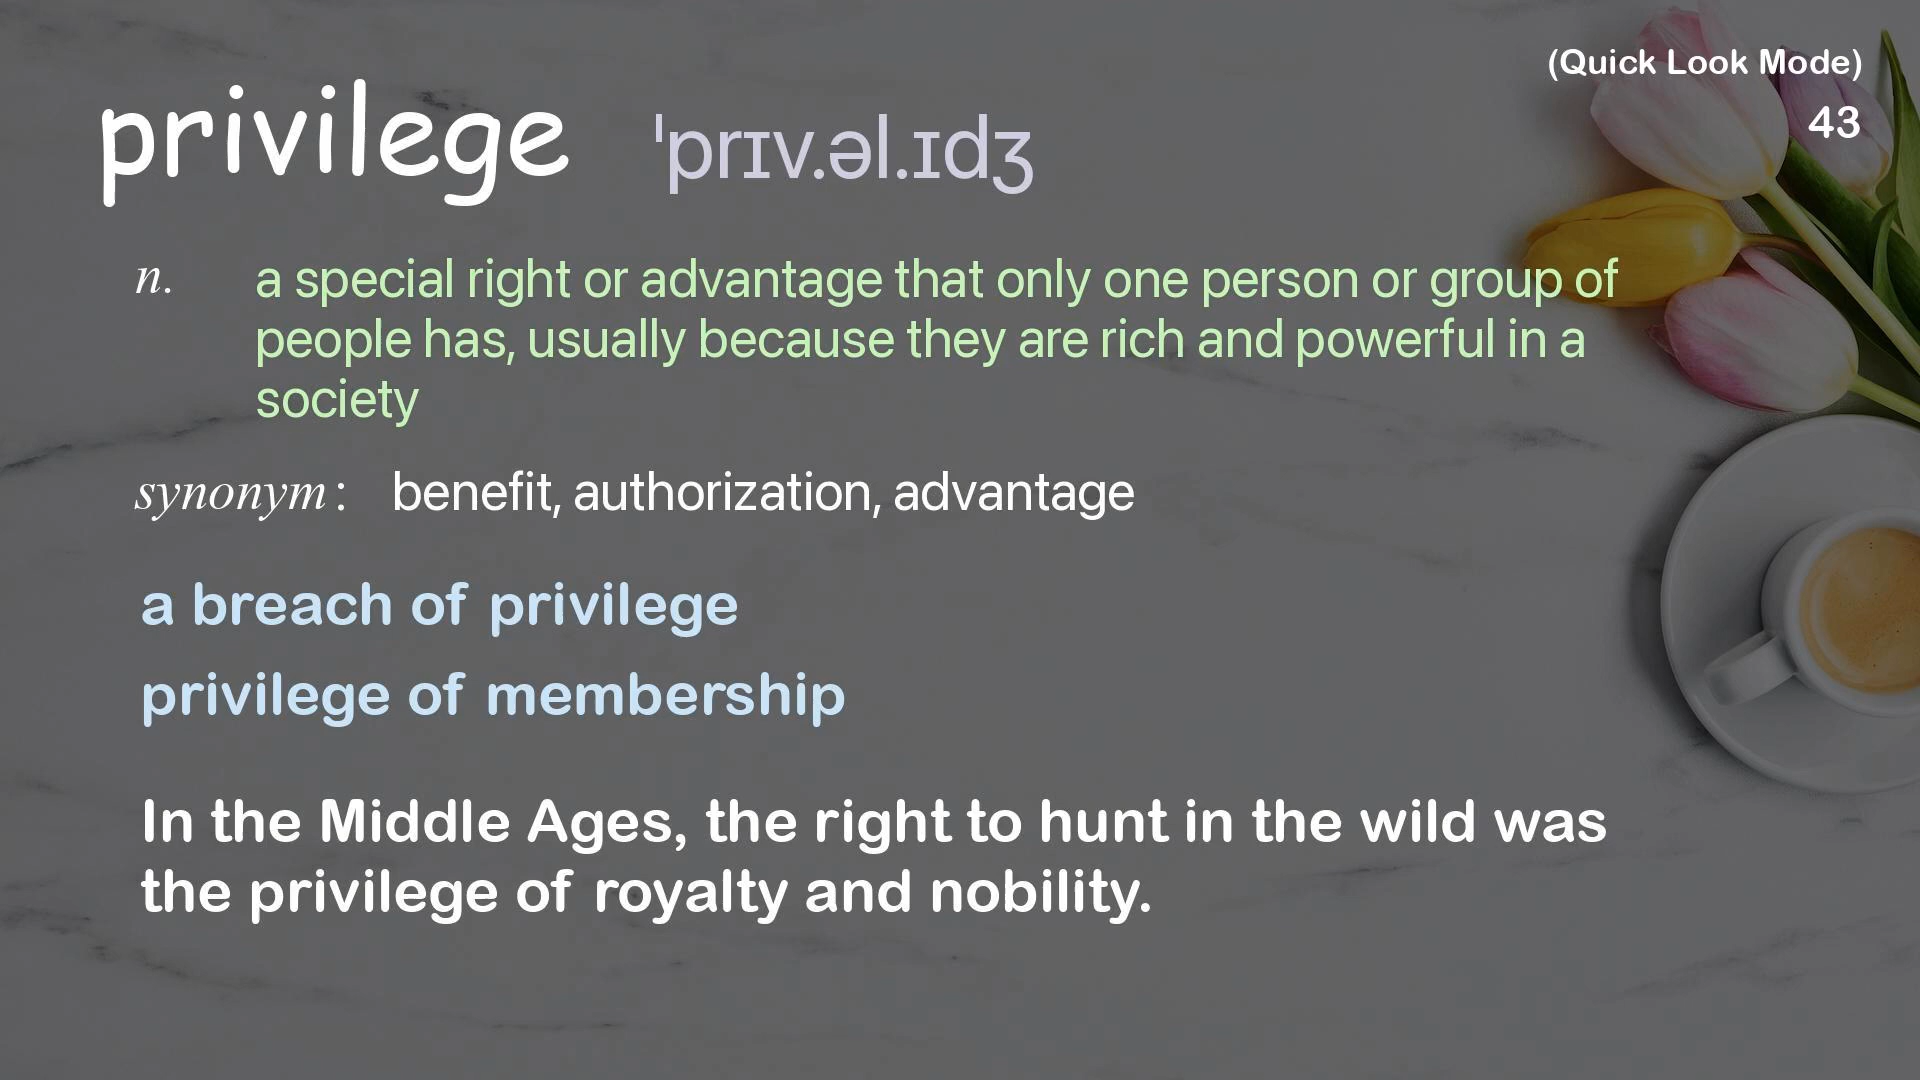 (Quick Look Mode)
43
privilege ˈprɪv.əl.ɪdʒ
n. a special right or advantage that only one person or group of
people has, usually because they are rich and powerful in a
society
synonym: benefit, authorization, advantage
a breach of privilege
privilege of membership
In the Middle Ages, the right to hunt in the wild was
the privilege of royalty and nobility.